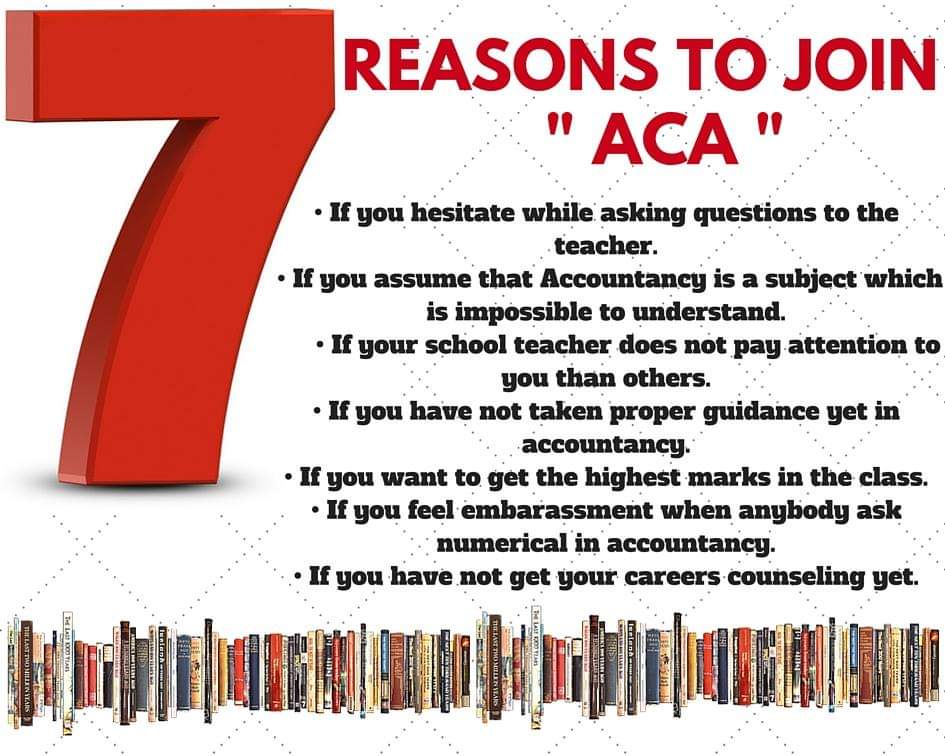 7
REASONS TO JOIN
" ACA "
• If you hesitate while asking questions to the
teacher.
• If you assume that Accountancy is a subject which
is impossible to understand.
• If your school teacher does not pay attention to
you than others.
• If you have not taken proper guidance yet in
accountancy.
• If you want to get the highest marks in the class.
• If you feel embarassment when anybody ask
numerical in accountancy.
• If you have not get your careers counseling yet.